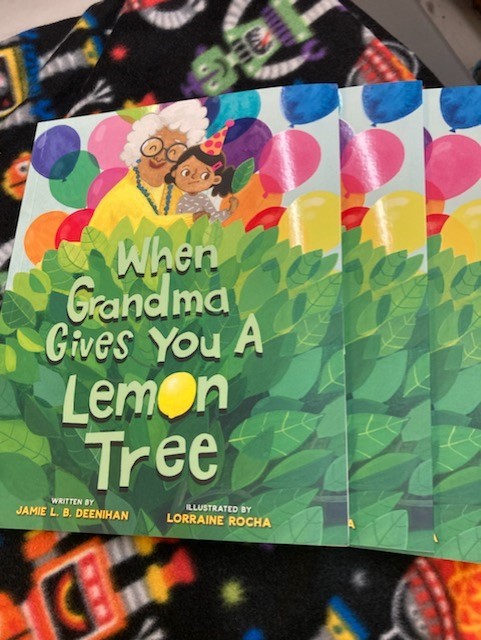 When
Grandma
Gives You A
Lemon
Tree
WRITTEN BY
JAMIE L. B. DEENIHAN
ILLUSTRATED BY
LORRAINE ROCHA
A